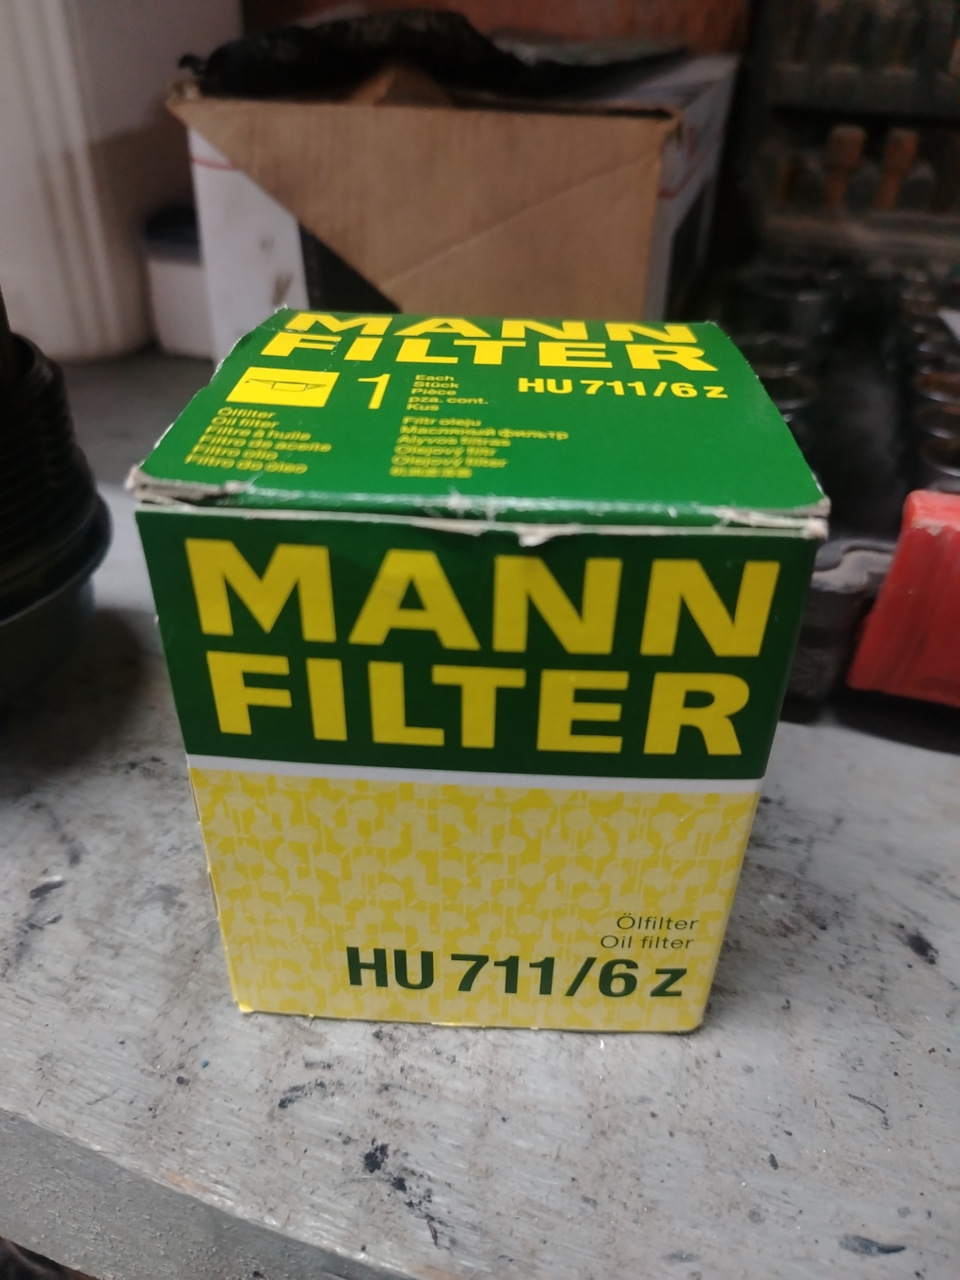 MANN
FILTER
HU 711/6 z
1
Each
Stück
Pièce
pza. cont.
Kus
Ölfilter
Oil filter
Filtre à huile
Filtro de aceite
Filtro olio
Filtro de óleo
Filtr oleju
Масляный фильтр
Alyvos filtras
Olejový filtr
Olejový filter
MANN
FILTER
Ölfilter
Oil filter
HU 711/6 z